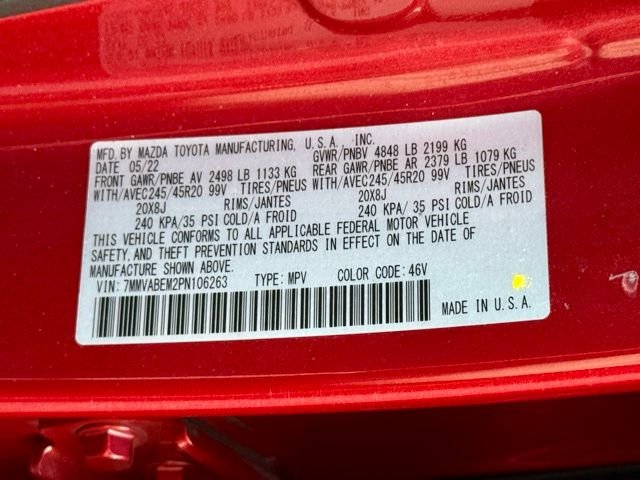 MFD. BY MAZDA TOYOTA MANUFACTURING, U.S.A. INC.
DATE 05/22 GVWR/PNBV 4848 LB 2199 KG
FRONT GAWR/PNBE AV 2498 LB 1133 KG REAR GAWR/PNBE AR 2379 LB 1079 KG
WITH/AVEC245/45R20 99V TIRES/PNEUS WITH/AVEC245/45R20 99V TIRES/PNEUS
20X8J RIMS/JANTES 20X8J RIMS/JANTES
240 KPA/ 35 PSI COLD/A FROID 240 KPA/ 35 PSI COLD/A FROID
THIS VEHICLE CONFORMS TO ALL APPLICABLE FEDERAL MOTOR VEHICLE
SAFETY,AND THEFT PREVENTION STANDARDS IN EFFECT ON THE DATE OF
MANUFACTURE SHOWN ABOVE.
VIN: 7MMVABEM2PN106263 TYPE: MPV COLOR CODE: 46V
MADE IN U.S.A.